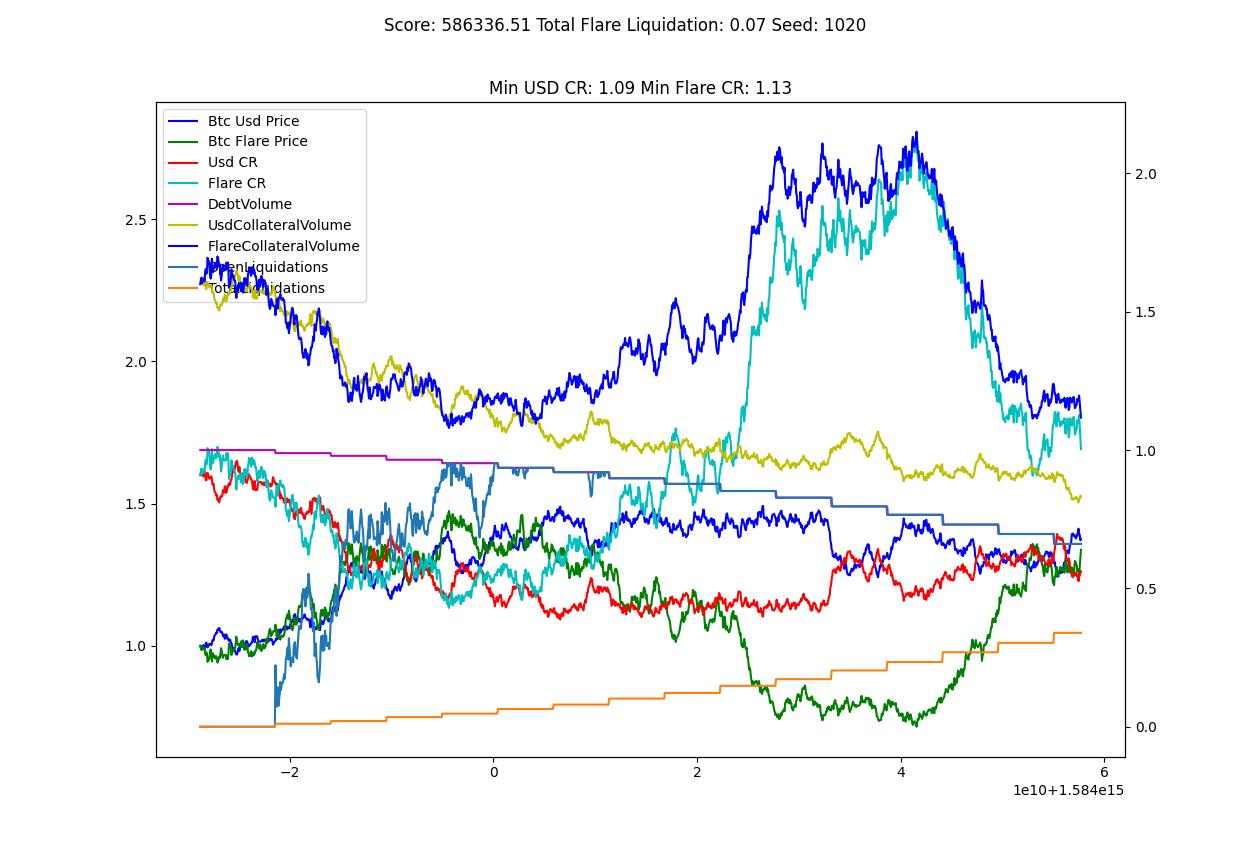 Score: 586336.51 Total Flare Liquidation: 0.07 Seed: 1020
Min USD CR: 1.09 Min Flare CR: 1.13
Btc Usd Price
Btc Flare Price
Usd CR
Flare CR
DebtVolume
UsdCollateralVolume
FlareCollateralVolume
OpenLiquidations
TotalLiquidations
2.5
2.0
1.5
1.0
2.0
1.5
1.0
0.5
0.0
−2
0
2
4
6
1e10+1.584e15